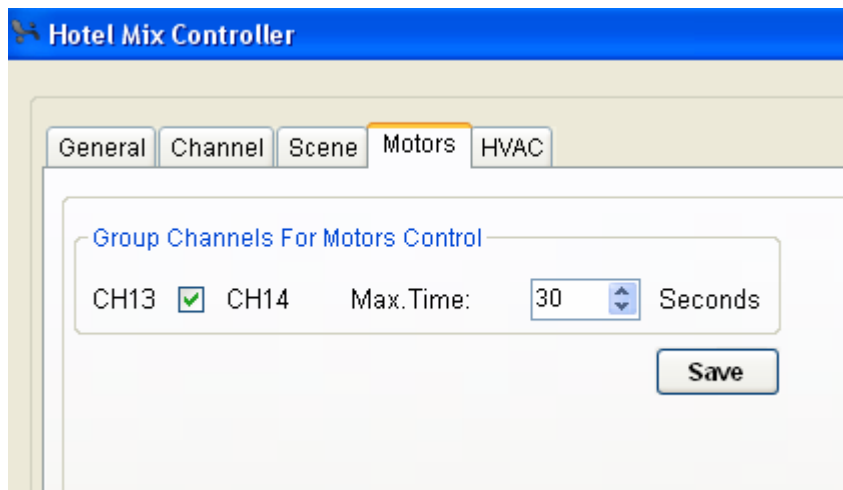 Hotel Mix Controller
General Channel Scene Motors HVAC
Group Channels For Motors Control
CH13 CH14 Max.Time: 30 Seconds
Save